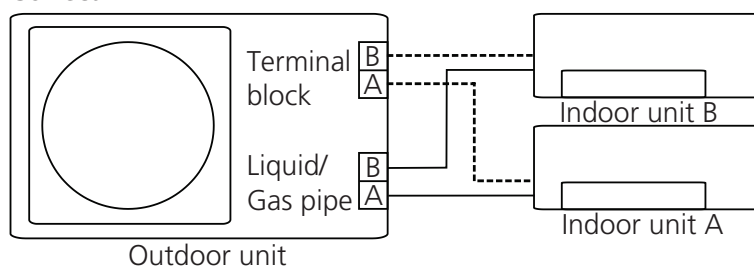 Terminal block
B
A
Liquid/
Gas pipe
B
A
Outdoor unit
Indoor unit B
Indoor unit A